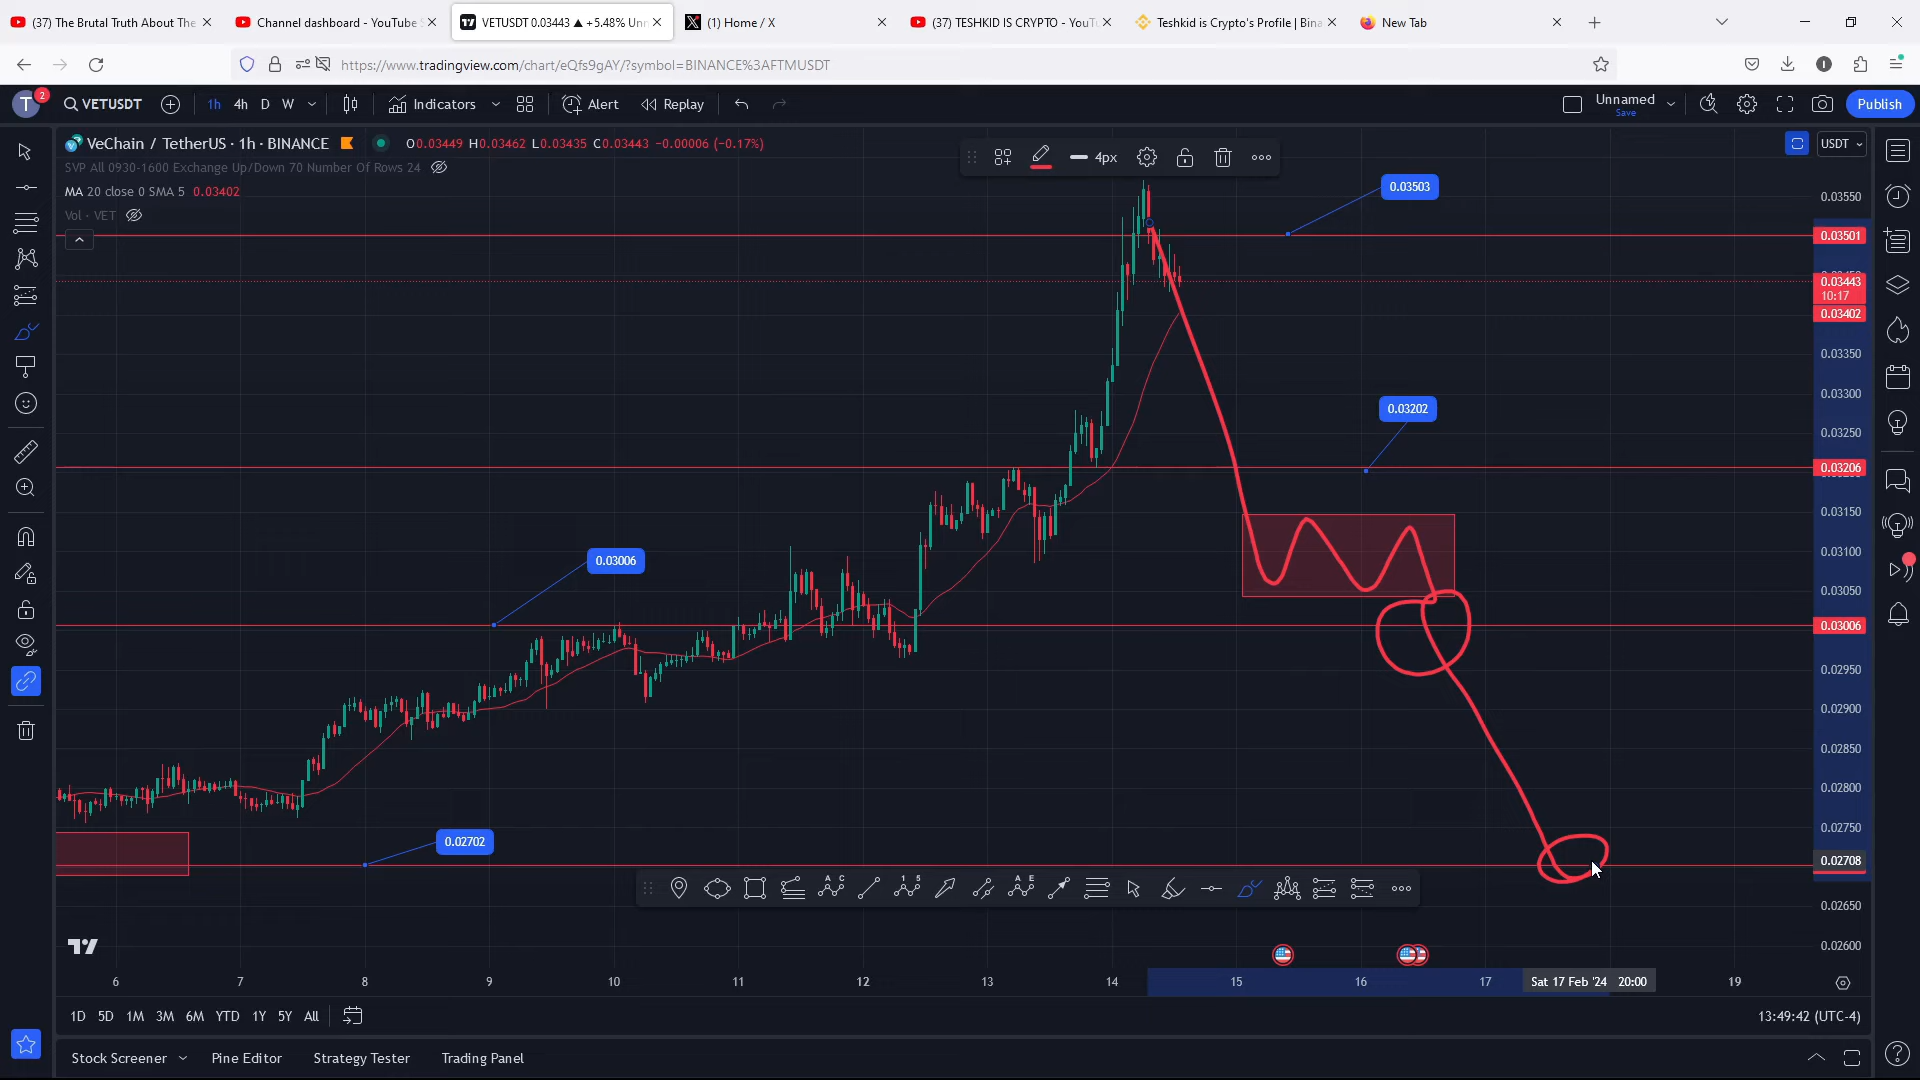 (37) The Brutal Truth About The
Channel dashboard - YouTube S
VETUSDT 0.03443 ▲ +5.48% Unn
(1) Home / X
(37) TESHKID IS CRYPTO - YouTu
Teshkid is Crypto's Profile | Bina
New Tab
https://www.tradingview.com/chart/eQfs9gAY/?symbol=BINANCE%3AFTMUSDT
T
2
VETUSDT
1h
4h
D
W
Indicators
Alert
Replay
Unnamed
Save
Publish
VeChain / TetherUS · 1h · BINANCE
O0.03449 H0.03462 L0.03435 C0.03443 −0.00006 (−0.17%)
SVP All 0930-1600 Exchange Up/Down 70 Number Of Rows 24
MA 20 close 0 SMA 5 0.03402
Vol · VET
4px
USDT
0.03503
0.03550
0.03501
0.03443
10:17
0.03402
0.03350
0.03300
0.03202
0.03250
0.03206
0.03150
0.03100
0.03006
0.03050
0.03006
0.02950
0.02900
0.02850
0.02800
0.02750
0.02702
0.02708
A C
1 5
A E
0.02650
0.02600
6
7
8
9
10
11
12
13
14
15
16
17
Sat 17 Feb '24 20:00
19
1D
5D
1M
3M
6M
YTD
1Y
5Y
All
13:49:42 (UTC-4)
Stock Screener
Pine Editor
Strategy Tester
Trading Panel